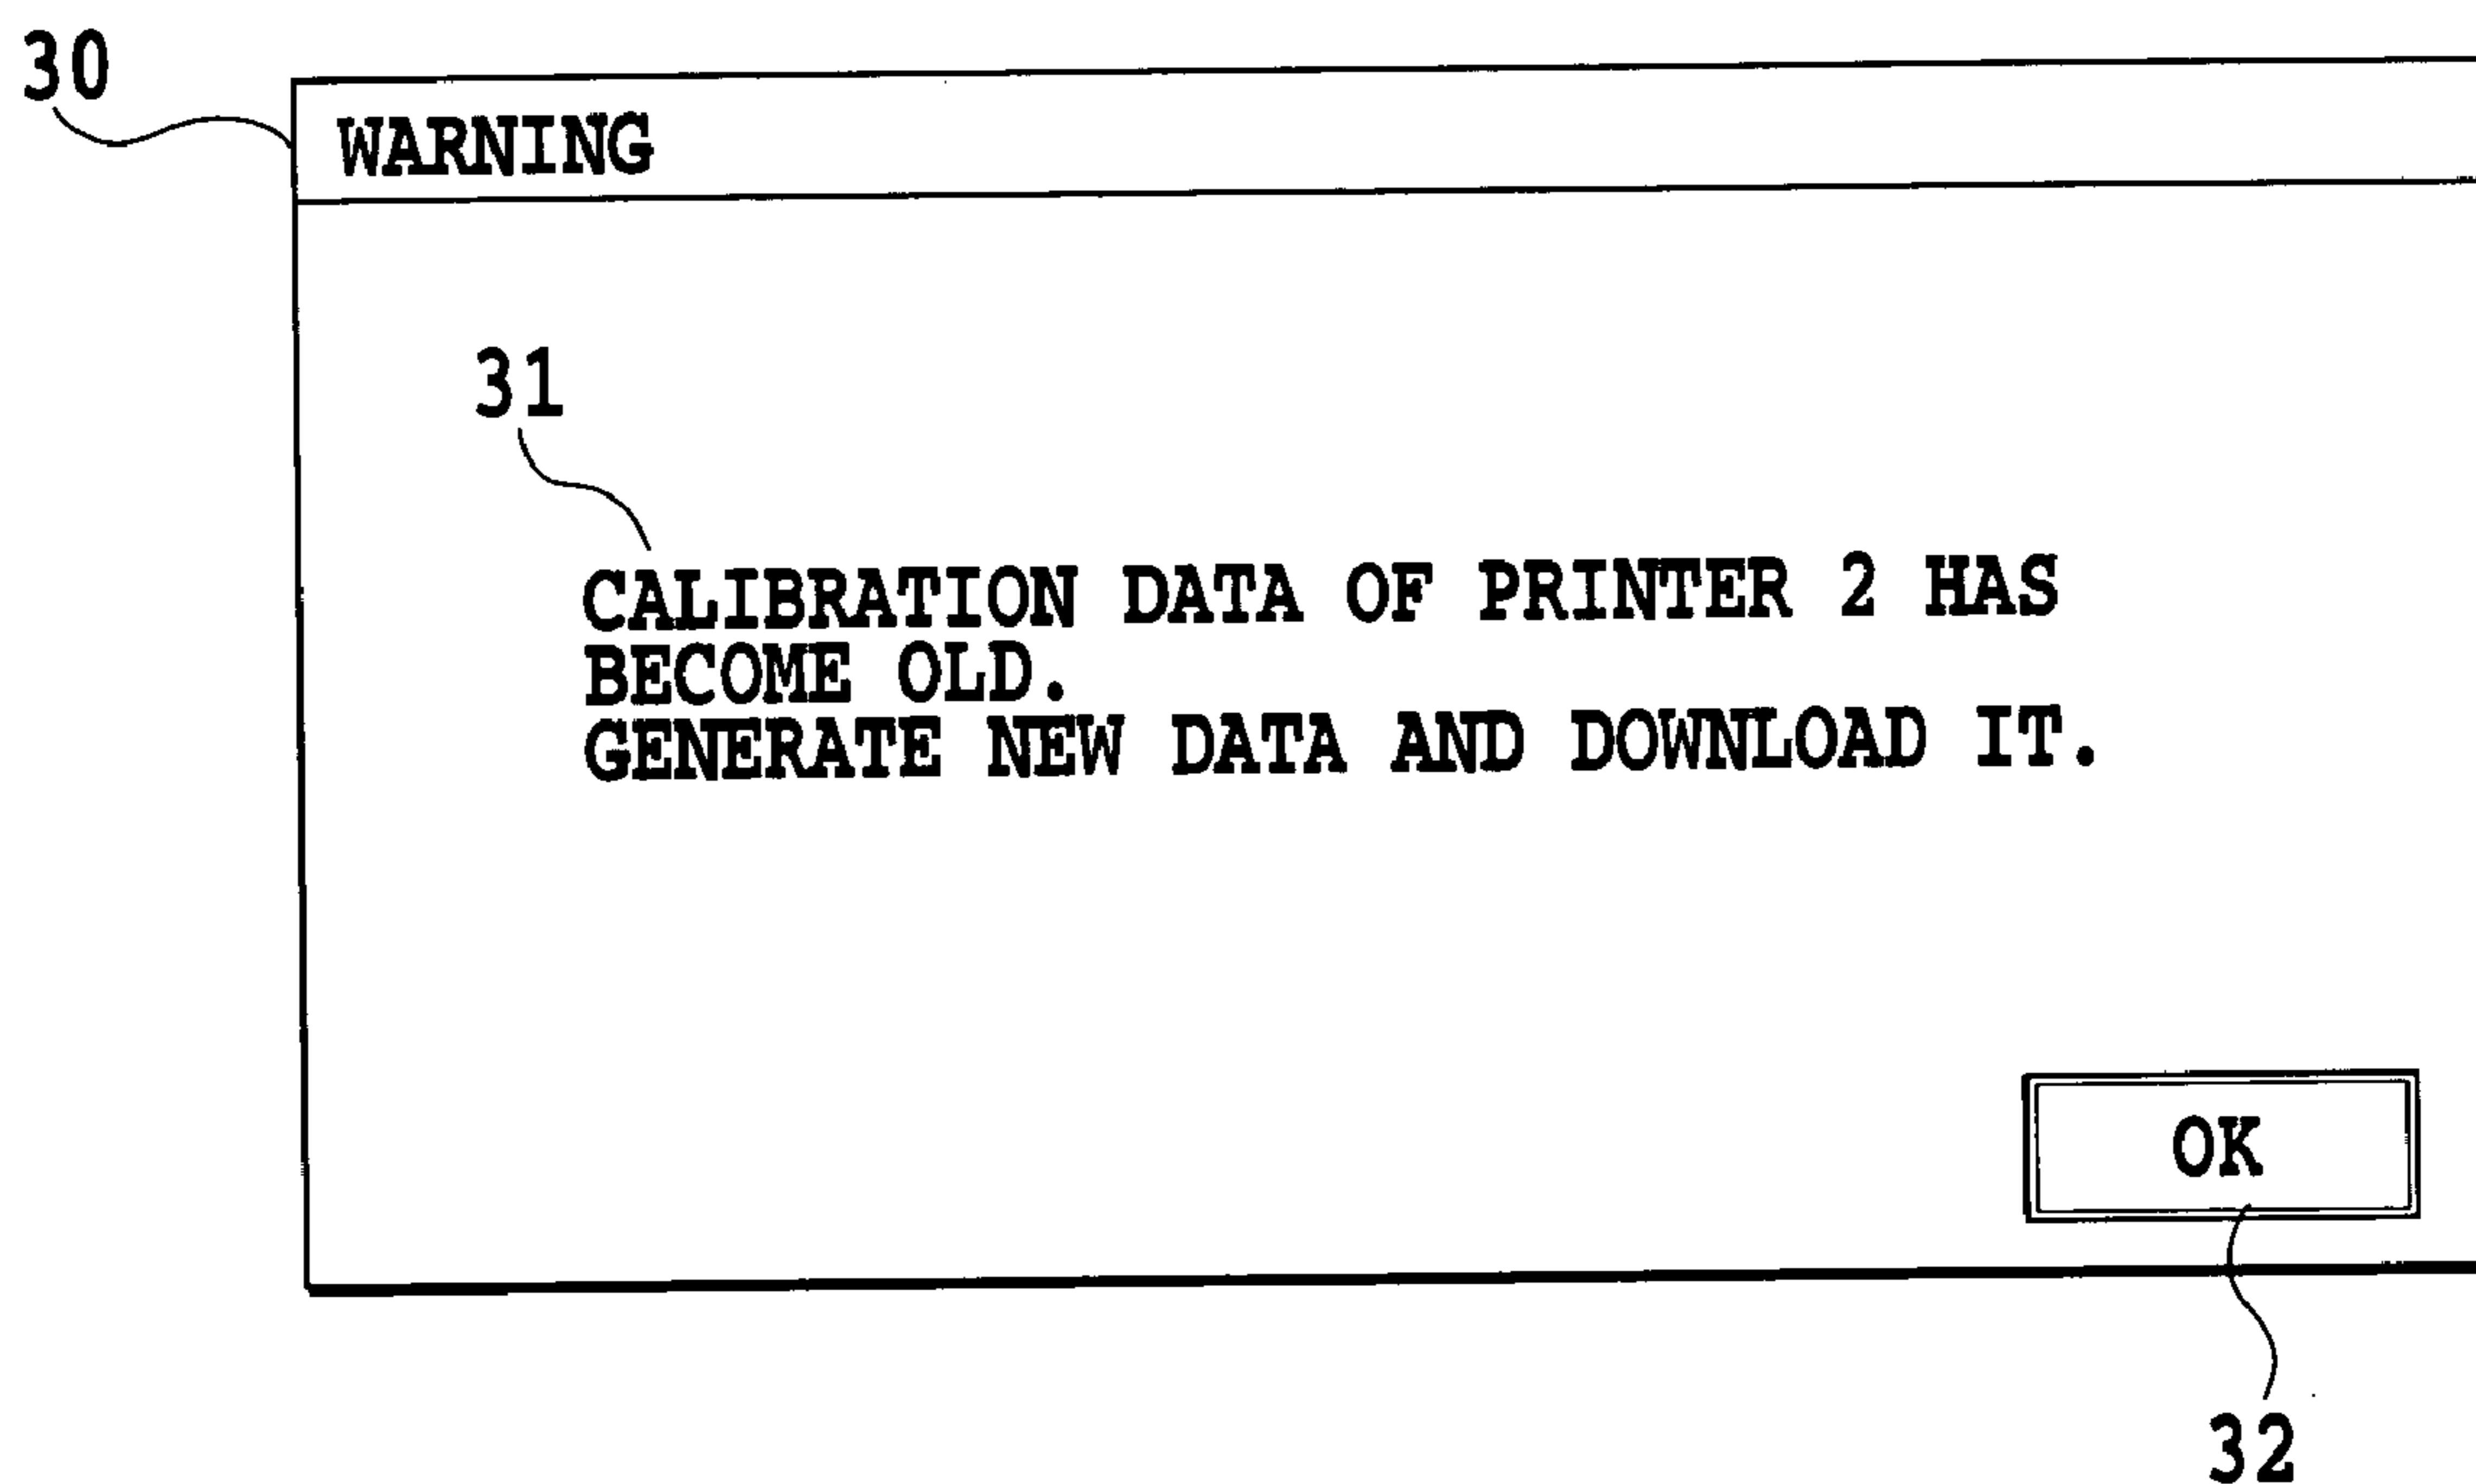 30
WARNING
31
CALIBRATION DATA OF PRINTER 2 HAS
BECOME OLD.
GENERATE NEW DATA AND DOWNLOAD IT.
OK
32